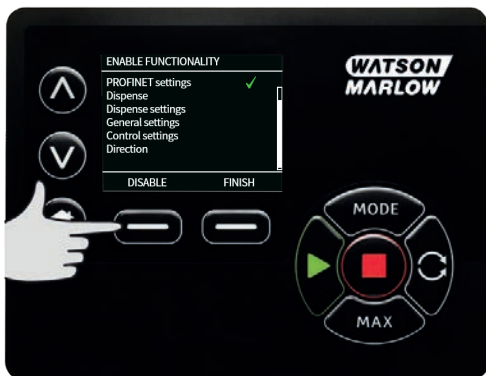 ENABLE FUNCTIONALITY
PROFINET settings
Dispense
Dispense settings
General settings
Control settings
Direction
DISABLE FINISH
WATSON
MARLOW
MODE
MAX